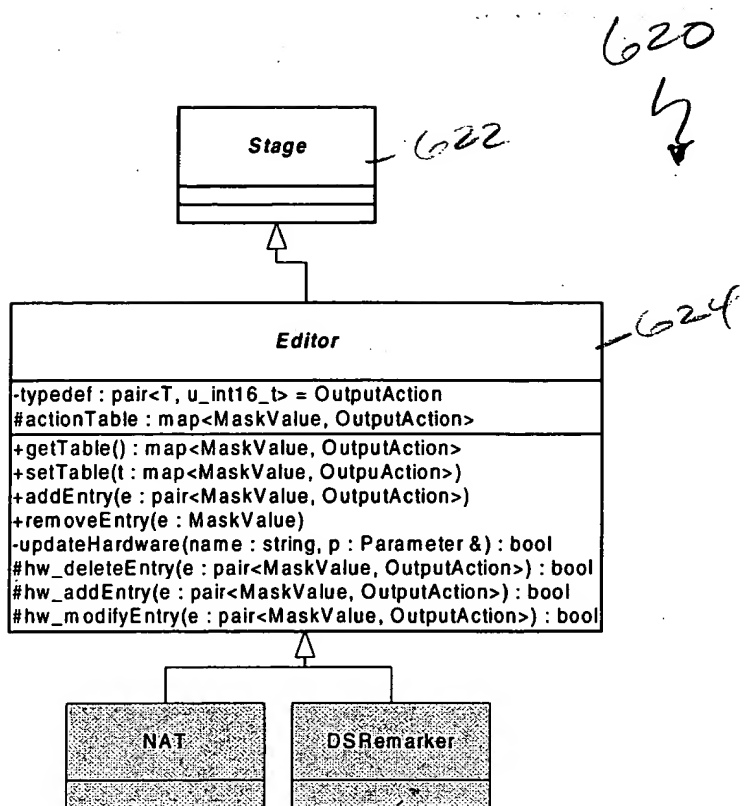 620
Stage
622
Editor
624
-typedef : pair<T, u_int16_t> = OutputAction
#actionTable : map<MaskValue, OutputAction>
+getTable() : map<MaskValue, OutputAction>
+setTable(t : map<MaskValue, OutpuAction>)
+addEntry(e : pair<MaskValue, OutputAction>)
+removeEntry(e : MaskValue)
-updateHardware(name : string, p : Parameter &) : bool
#hw_deleteEntry(e : pair<MaskValue, OutputAction>) : bool
#hw_addEntry(e : pair<MaskValue, OutputAction>) : bool
#hw_modifyEntry(e : pair<MaskValue, OutputAction>) : bool
NAT
DSRemarker